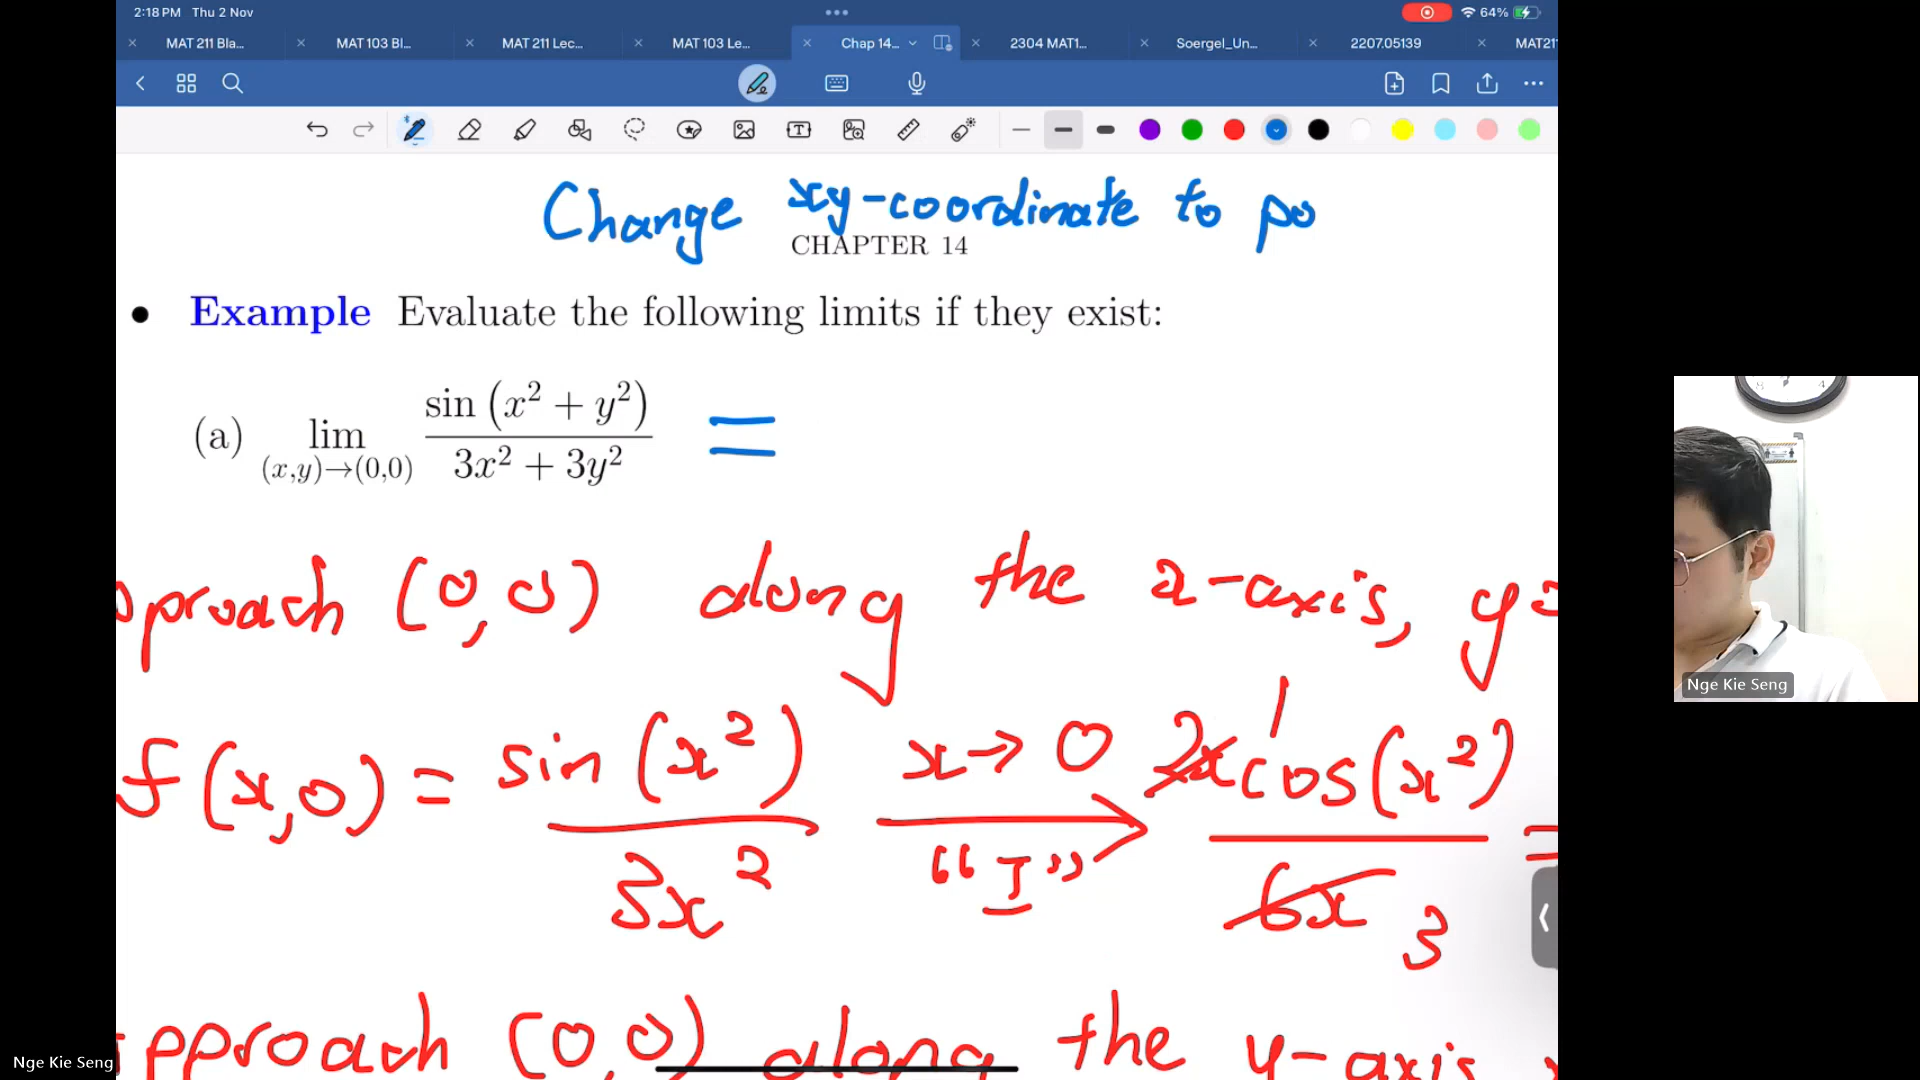 2:18 PM Thu 2 Nov
64%
MAT 211 Bla...
MAT 103 Bl...
MAT 211 Lec...
MAT 103 Le...
Chap 14...
2304 MAT1...
Soergel_Un...
2207.05139
MAT21
Change xy-coordinate to po
CHAPTER 14
• Example Evaluate the following limits if they exist:
(a) lim (x,y)→(0,0) sin (x² + y²) / 3x² + 3y² =
pproach (0,0) along the x-axis, y=
f(x,0) = sin(x²) / 3x² x→0 "I" 2x cos(x²) 1 / 6x 3 =
approach (0,0) along the y-axis
Nge Kie Seng
Nge Kie Seng